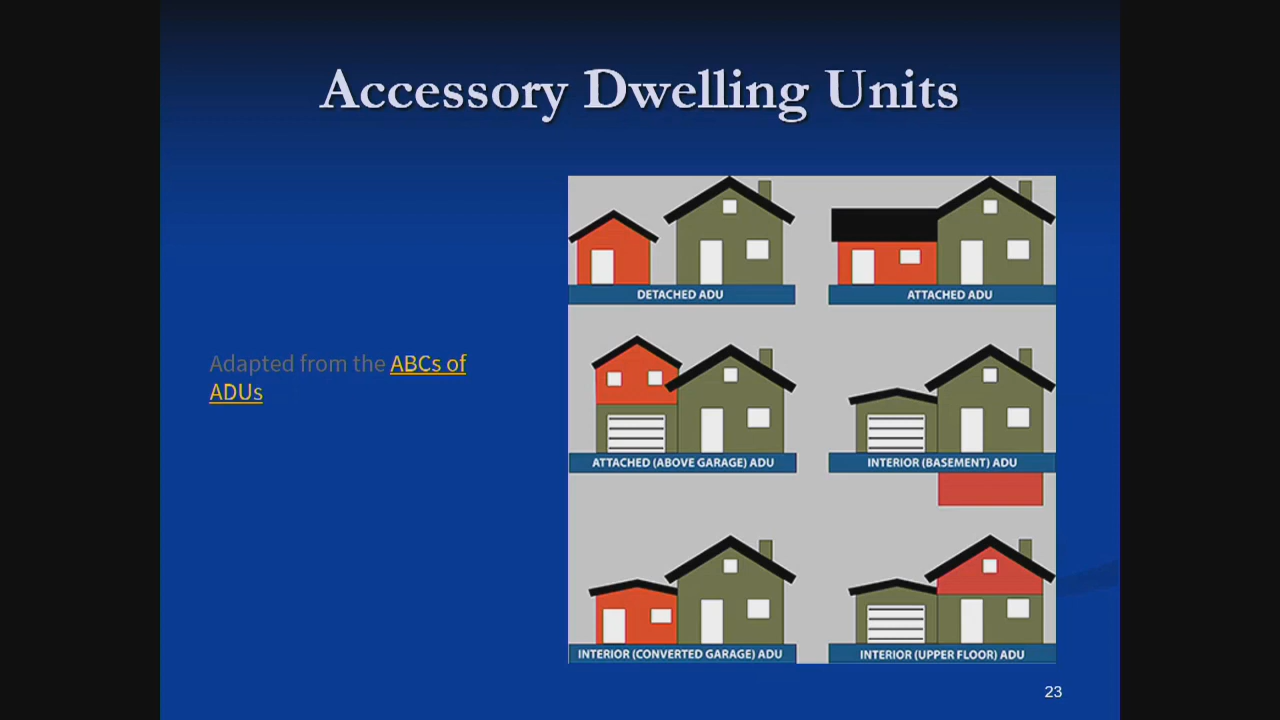 Accessory Dwelling Units
Adapted from the ABCs of
ADUs
DETACHED ADU
ATTACHED ADU
ATTACHED (ABOVE GARAGE) ADU
INTERIOR (BASEMENT) ADU
INTERIOR (CONVERTED GARAGE) ADU
INTERIOR (UPPER FLOOR) ADU
23